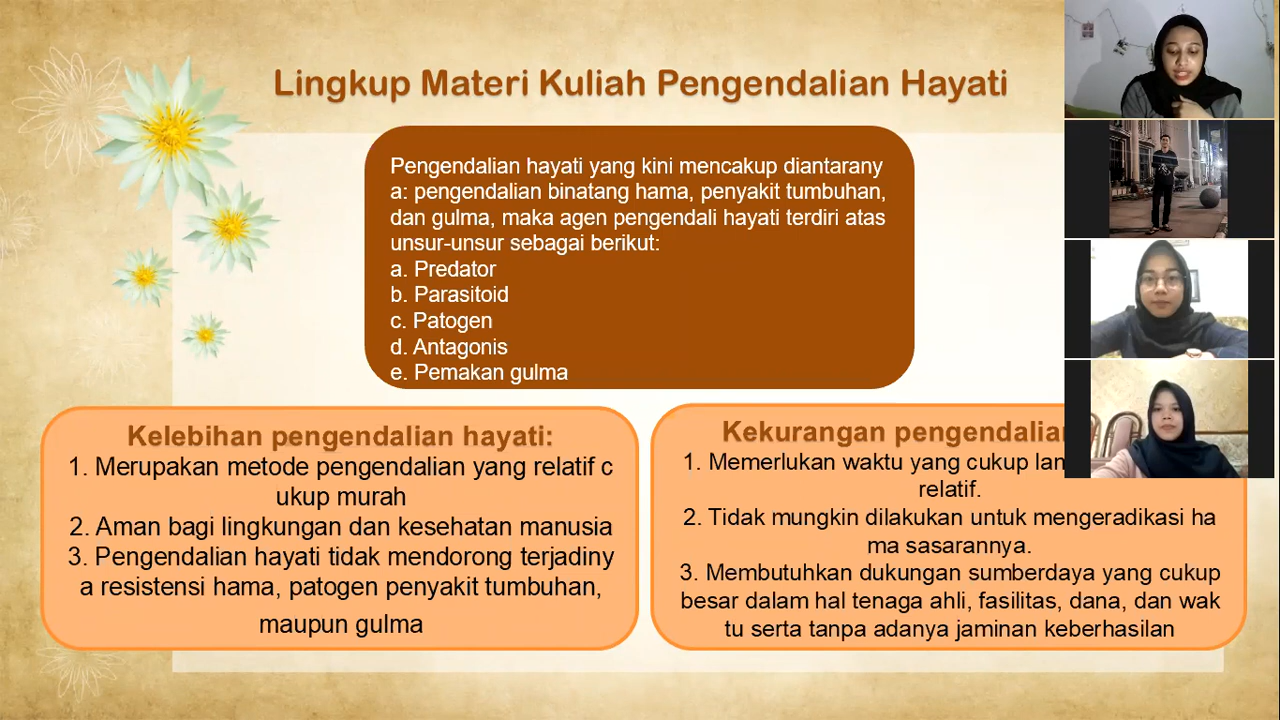 Lingkup Materi Kuliah Pengendalian Hayati
Pengendalian hayati yang kini mencakup diantarany
a: pengendalian binatang hama, penyakit tumbuhan,
dan gulma, maka agen pengendali hayati terdiri atas
unsur-unsur sebagai berikut:
a. Predator
b. Parasitoid
c. Patogen
d. Antagonis
e. Pemakan gulma
Kelebihan pengendalian hayati:
1. Merupakan metode pengendalian yang relatif c
ukup murah
2. Aman bagi lingkungan dan kesehatan manusia
3. Pengendalian hayati tidak mendorong terjadiny
a resistensi hama, patogen penyakit tumbuhan,
maupun gulma
Kekurangan pengendalian
1. Memerlukan waktu yang cukup
relatif.
2. Tidak mungkin dilakukan untuk mengeradikasi ha
ma sasarannya.
3. Membutuhkan dukungan sumberdaya yang cukup
besar dalam hal tenaga ahli, fasilitas, dana, dan wak
tu serta tanpa adanya jaminan keberhasilan